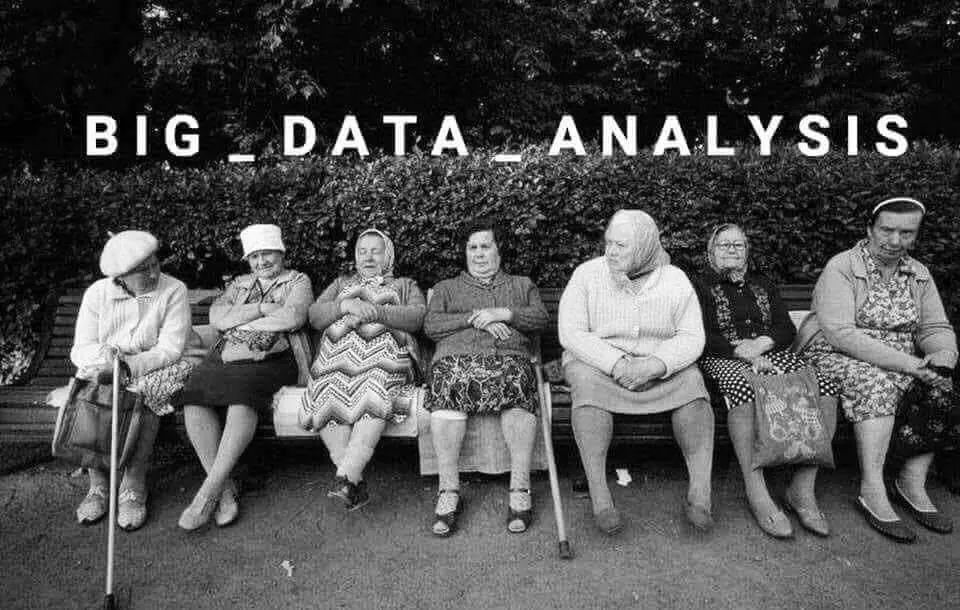 BIG _ DATA _ ANALYSIS